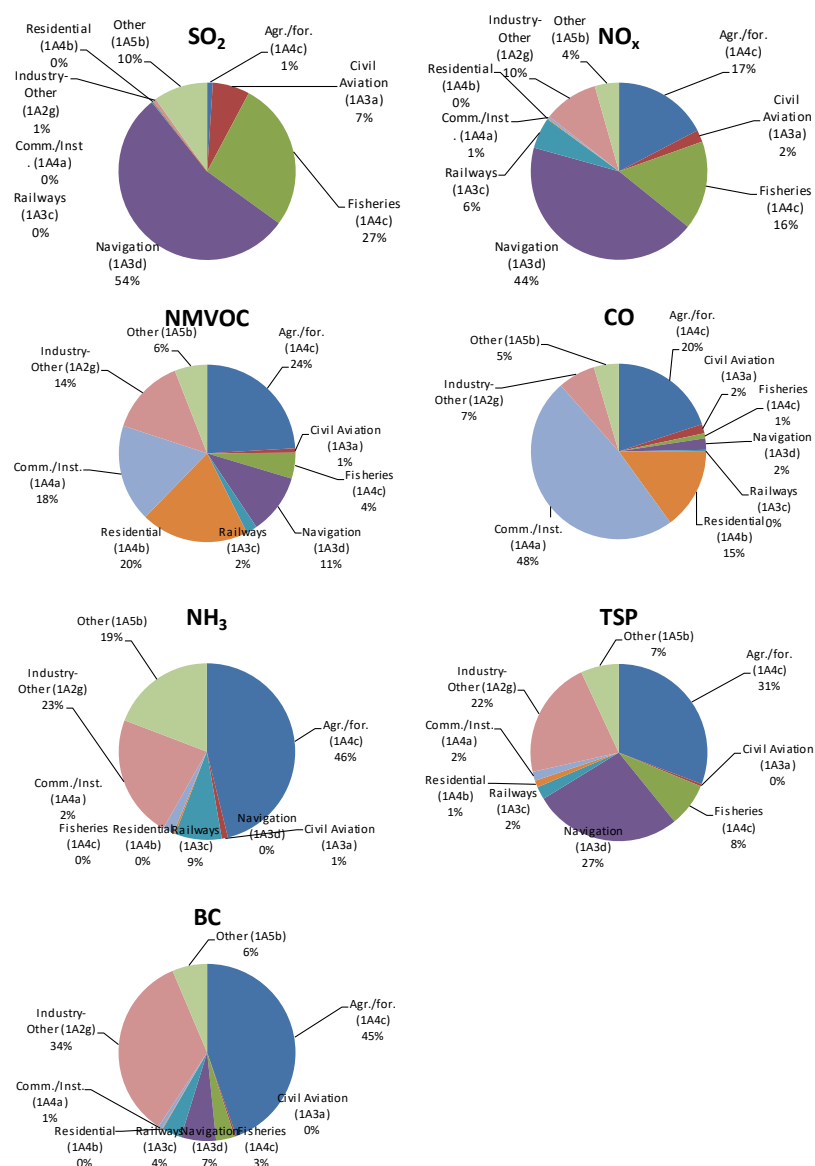 SO2
Residential
(1A4b)
0%
Other
(1A5b)
10%
Agr./for.
(1A4c)
1%
Civil
Aviation
(1A3a)
7%
Industry-
Other
(1A2g)
1%
Comm./Inst
. (1A4a)
0%
Railways
(1A3c)
0%
Fisheries
(1A4c)
27%
Navigation
(1A3d)
54%
NOx
Industry-
Other
(1A2g)
10%
Other
(1A5b)
4%
Agr./for.
(1A4c)
17%
Residential
(1A4b)
0%
Civil
Aviation
(1A3a)
2%
Comm./Inst
. (1A4a)
1%
Railways
(1A3c)
6%
Fisheries
(1A4c)
16%
Navigation
(1A3d)
44%
NMVOC
Other (1A5b)
6%
Agr./for.
(1A4c)
24%
Industry-
Other (1A2g)
14%
Civil Aviation
(1A3a)
1%
Comm./Inst.
(1A4a)
18%
Fisheries
(1A4c)
4%
Residential
(1A4b)
20%
Railways
(1A3c)
2%
Navigation
(1A3d)
11%
CO
Other (1A5b)
5%
Agr./for.
(1A4c)
20%
Civil Aviation
(1A3a)
2%
Industry-
Other (1A2g)
7%
Fisheries
(1A4c)
1%
Navigation
(1A3d)
2%
Railways
(1A3c)
0%
Comm./Inst.
(1A4a)
48%
Residential
(1A4b)
15%
NH3
Other (1A5b)
19%
Industry-
Other (1A2g)
23%
Agr./for.
(1A4c)
46%
Comm./Inst.
(1A4a)
2%
Fisheries
(1A4c)
0%
Residential
(1A4b)
0%
Railways
(1A3c)
9%
Navigation
(1A3d)
0%
Civil Aviation
(1A3a)
1%
TSP
Other (1A5b)
7%
Agr./for.
(1A4c)
31%
Industry-
Other (1A2g)
22%
Comm./Inst.
(1A4a)
2%
Civil Aviation
(1A3a)
0%
Residential
(1A4b)
1%
Railways
(1A3c)
2%
Fisheries
(1A4c)
8%
Navigation
(1A3d)
27%
BC
Other (1A5b)
6%
Agr./for.
(1A4c)
45%
Industry-
Other (1A2g)
34%
Comm./Inst.
(1A4a)
1%
Civil Aviation
(1A3a)
0%
Residential
(1A4b)
0%
Railways
(1A3c)
4%
Navigation
(1A3d)
7%
Fisheries
(1A4c)
3%